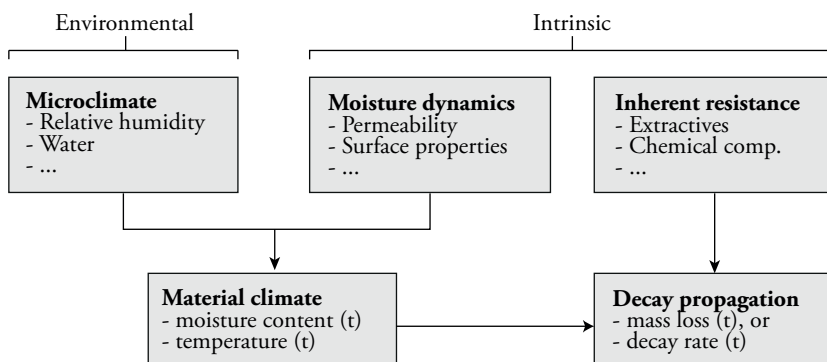 Environmental
Intrinsic
Microclimate
- Relative humidity
- Water
- ...
Moisture dynamics
- Permeability
- Surface properties
- ...
Inherent resistance
- Extractives
- Chemical comp.
- ...
Material climate
- moisture content (t)
- temperature (t)
Decay propagation
- mass loss (t), or
- decay rate (t)